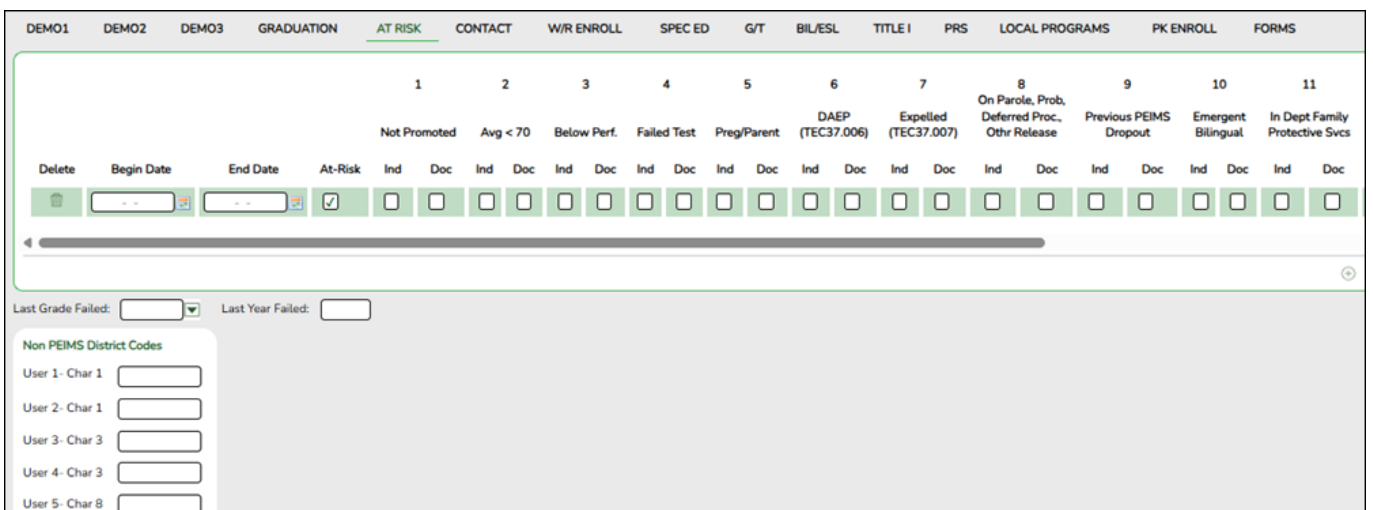 DEMO1 DEMO2 DEMO3 GRADUATION AT RISK CONTACT W/R ENROLL SPEC ED G/T BIL/ESL TITLE I PRS LOCAL PROGRAMS PK ENROLL FORMS
1 2 3 4 5 6 7 8 9 10 11
Not Promoted Avg < 70 Below Perf. Failed Test Preg/Parent DAEP (TEC37.006) Expelled (TEC37.007) On Parole, Prob, Deferred Proc., Othr Release Previous PEIMS Dropout Emergent Bilingual In Dept Family Protective Svcs
Delete Begin Date End Date At-Risk Ind Doc Ind Doc Ind Doc Ind Doc Ind Doc Ind Doc Ind Doc Ind Doc Ind Doc Ind Doc Ind Doc
- - - -
Last Grade Failed: Last Year Failed:
Non PEIMS District Codes
User 1- Char 1
User 2- Char 1
User 3- Char 3
User 4- Char 3
User 5- Char 8